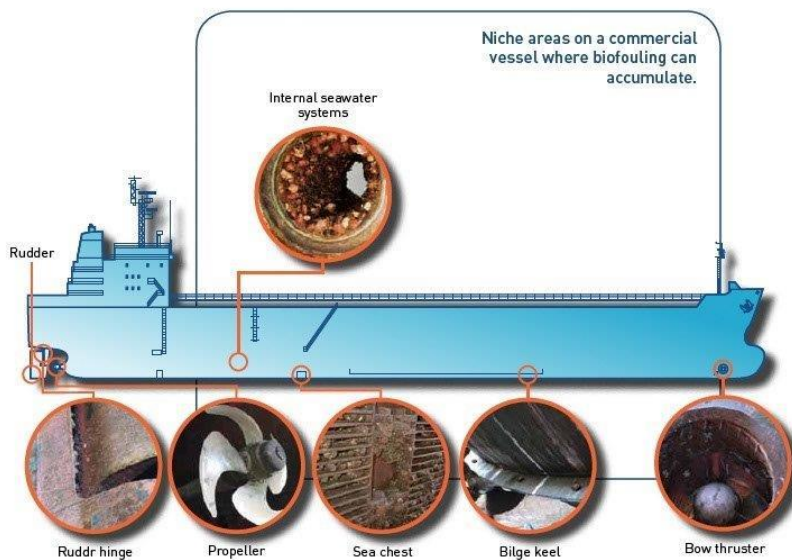 Niche areas on a commercial
vessel where biofouling can
accumulate.
Internal seawater
systems
Rudder
Ruddr hinge
Propeller
Sea chest
Bilge keel
Bow thruster